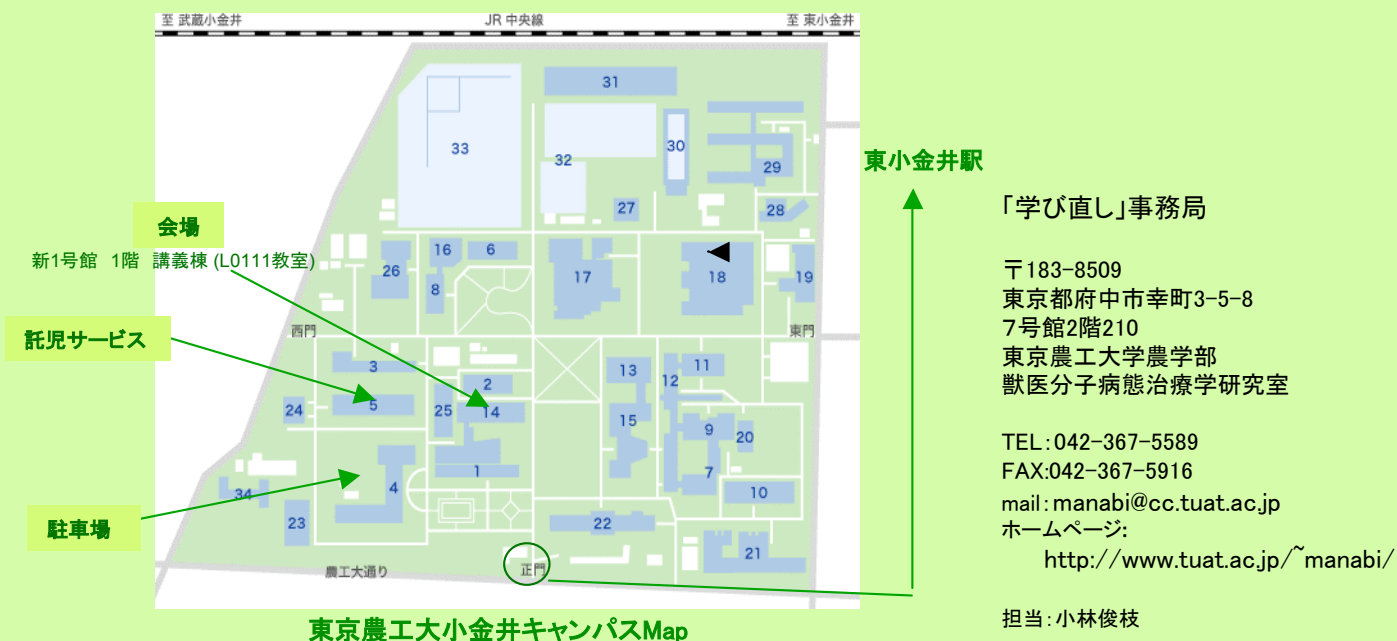 至 武蔵小金井
JR 中央線
至 東小金井
31
33
32
30
29
東小金井駅
28
27
会場
新1号館 1階 講義棟 (L0111教室)
16
6
26
8
17
18
19
西門
東門
託児サービス
3
5
24
2
25
14
13
11
12
15
9
20
7
10
1
4
34
23
駐車場
22
21
農工大通り
正門
東京農工大小金井キャンパスMap
「学び直し」事務局
〒183-8509
東京都府中市幸町3-5-8
7号館2階210
東京農工大学農学部
獣医分子病態治療学研究室
TEL:042-367-5589
FAX:042-367-5916
mail:manabi@cc.tuat.ac.jp
ホームページ:
http://www.tuat.ac.jp/~manabi/
担当:小林俊枝